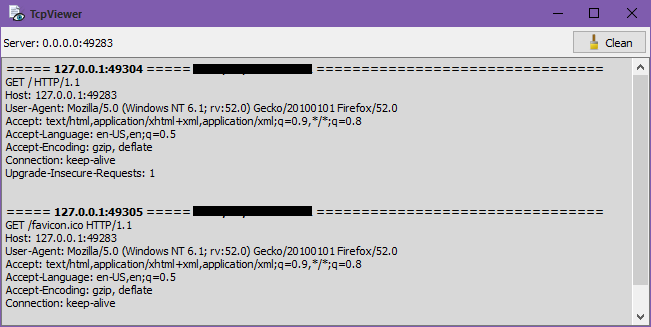 TcpViewer
Server: 0.0.0.0:49283
Clean
===== 127.0.0.1:49304 ===== ===============================
GET / HTTP/1.1
Host: 127.0.0.1:49283
User-Agent: Mozilla/5.0 (Windows NT 6.1; rv:52.0) Gecko/20100101 Firefox/52.0
Accept: text/html,application/xhtml+xml,application/xml;q=0.9,*/*;q=0.8
Accept-Language: en-US,en;q=0.5
Accept-Encoding: gzip, deflate
Connection: keep-alive
Upgrade-Insecure-Requests: 1
===== 127.0.0.1:49305 ===== ===============================
GET /favicon.ico HTTP/1.1
Host: 127.0.0.1:49283
User-Agent: Mozilla/5.0 (Windows NT 6.1; rv:52.0) Gecko/20100101 Firefox/52.0
Accept: text/html,application/xhtml+xml,application/xml;q=0.9,*/*;q=0.8
Accept-Language: en-US,en;q=0.5
Accept-Encoding: gzip, deflate
Connection: keep-alive